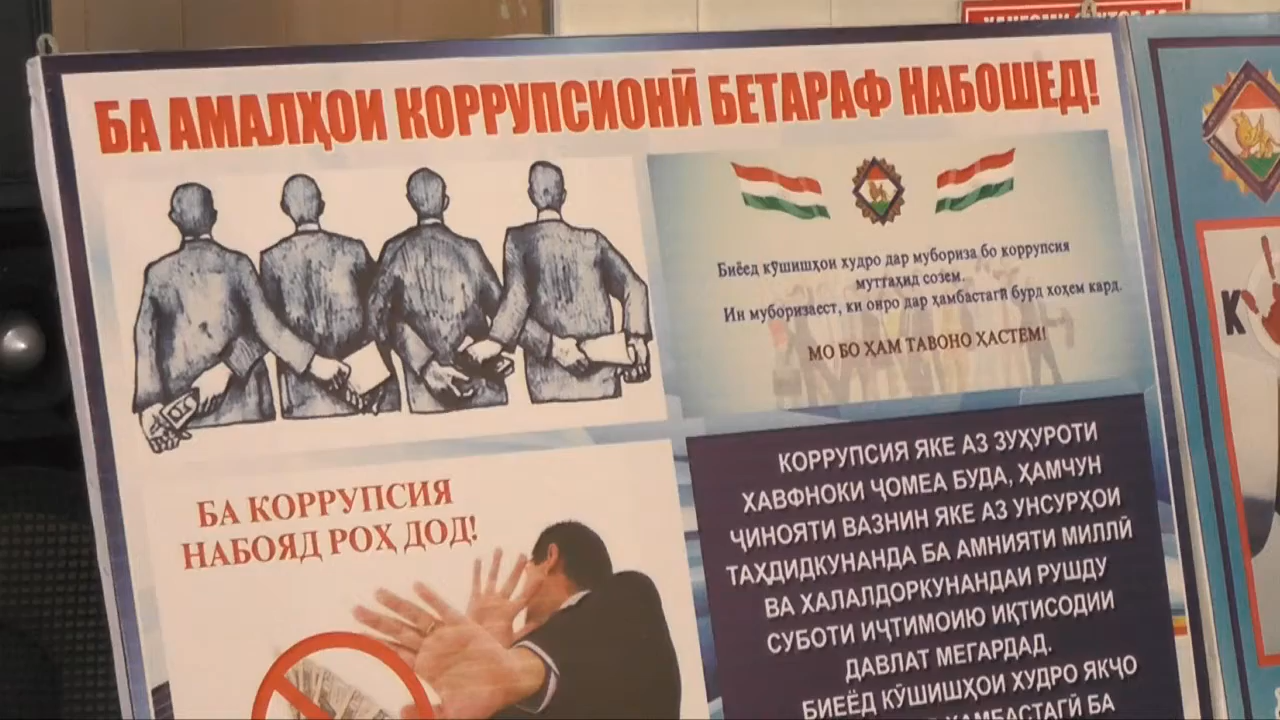 БА АМАЛҲОИ КОРРУПСИОНӢ БЕТАРАФ НАБОШЕД!
Биёед кӯшишҳои худро дар мубориза бо коррупсия
муттаҳид созем.
Ин муборизаест, ки онро дар ҳамбастагӣ бурд хоҳем кард.
МО БО ҲАМ ТАВОНО ҲАСТЕМ!
БА КОРРУПСИЯ
НАБОЯД РОҲ ДОД!
КОРРУПСИЯ ЯКЕ АЗ ЗУҲУРОТИ
ХАВФНОКИ ҶОМЕА БУДА, ҲАМЧУН
ҶИНОЯТИ ВАЗНИН ЯКЕ АЗ УНСУРҲОИ
ТАҲДИДКУНАНДА БА АМНИЯТИ МИЛЛӢ
ВА ХАЛАЛДОРКУНАНДАИ РУШДУ
СУБОТИ ИҶТИМОИЮ ИҚТИСОДИИ
ДАВЛАТ МЕГАРДАД.
БИЁЕД КӮШИШҲОИ ХУДРО ЯКҶО
ҲАМБАСТАГӢ БА